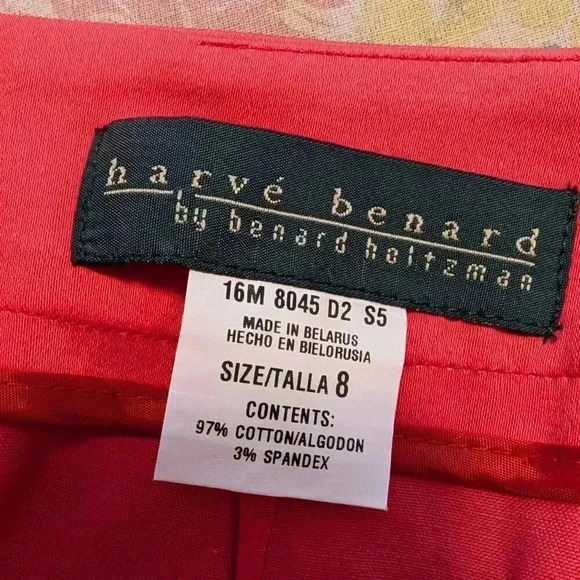 harvé benard
by benard holtzman
16M 8045 D2 S5
MADE IN BELARUS
HECHO EN BIELORUSIA
SIZE/TALLA 8
CONTENTS:
97% COTTON/ALGODON
3% SPANDEX